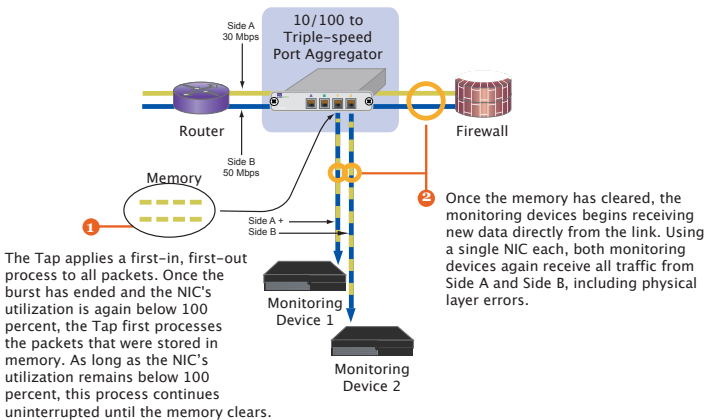 10/100 to
Triple-speed
Port Aggregator
Side A
30 Mbps
Router
Firewall
Side B
50 Mbps
Memory
Side A +
Side B
1
The Tap applies a first-in, first-out
process to all packets. Once the
burst has ended and the NIC's
utilization is again below 100
percent, the Tap first processes
the packets that were stored in
memory. As long as the NIC's
utilization remains below 100
percent, this process continues
uninterrupted until the memory clears.
2
Once the memory has cleared, the
monitoring devices begins receiving
new data directly from the link. Using
a single NIC each, both monitoring
devices again receive all traffic from
Side A and Side B, including physical
layer errors.
Monitoring
Device 1
Monitoring
Device 2